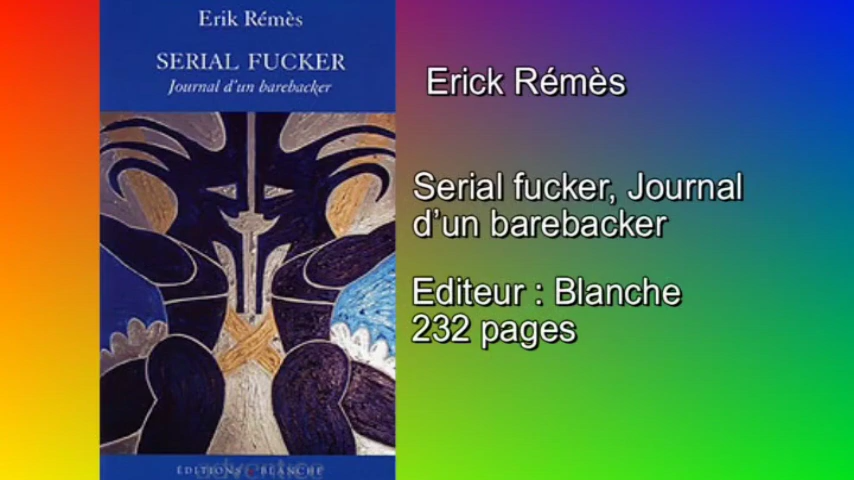 Erik Rémès
SERIAL FUCKER
Journal d'un barebacker
ÉDITIONS BLANCHE
Erick Rémès
Serial fucker, Journal
d'un barebacker
Editeur : Blanche
232 pages